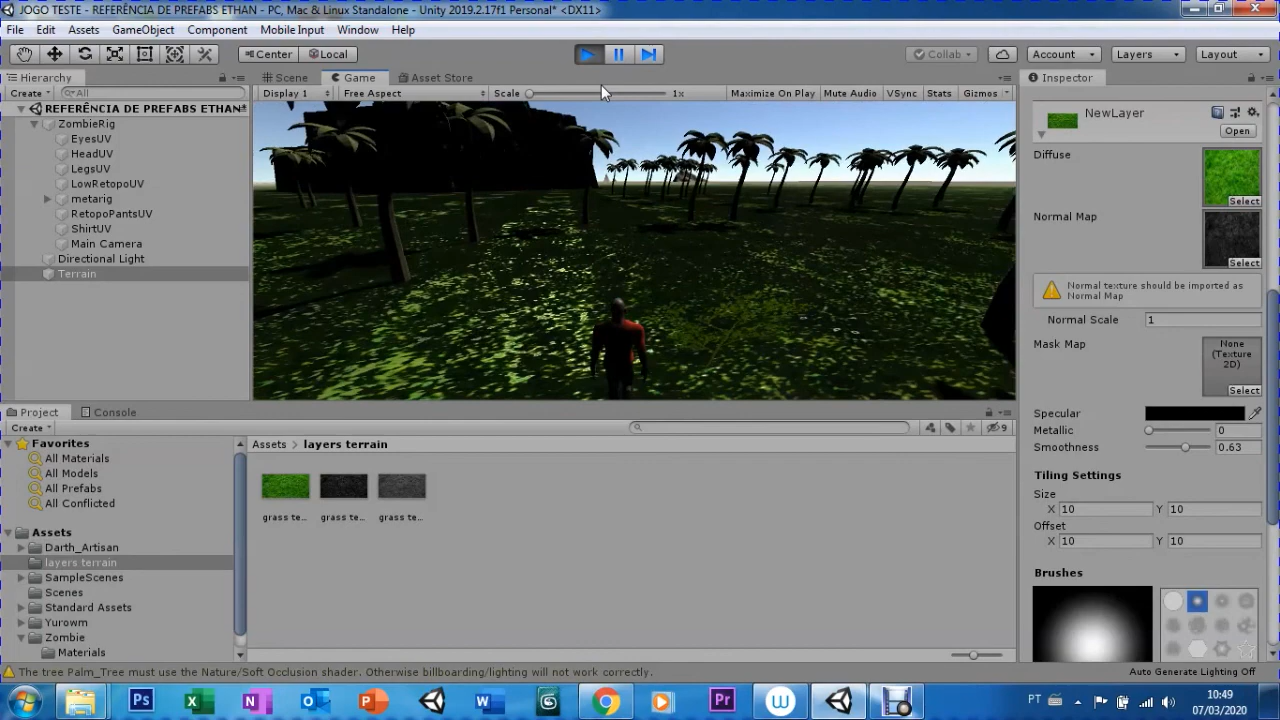 JOGO TESTE - REFERÊNCIA DE PREFABS ETHAN - PC, Mac & Linux Standalone - Unity 2019.2.17f1 Personal* <DX11>
File Edit Assets GameObject Component Mobile Input Window Help
Center Local Collab Account Layers Layout
Hierarchy Scene Game Asset Store Inspector
Create All Display 1 Free Aspect Scale 1x Maximize On Play Mute Audio VSync Stats Gizmos
REFERÊNCIA DE PREFABS ETHAN*
ZombieRig
EyesUV
HeadUV
LegsUV
LowRetopoUV
metarig
RetopoPantsUV
ShirtUV
Main Camera
Directional Light
Terrain
NewLayer
Open
Diffuse
Select
Normal Map
Select
Normal texture should be imported as
Normal Map
Normal Scale 1
Mask Map
None
(Texture
2D)
Select
Specular
Metallic 0
Smoothness 0.63
Tiling Settings
Size
X 10 Y 10
Offset
X 10 Y 10
Brushes
Project Console
Create 9
Favorites
All Materials
All Models
All Prefabs
All Conflicted
Assets
Darth_Artisan
layers terrain
SampleScenes
Scenes
Standard Assets
Yurowm
Zombie
Materials
Assets layers terrain
grass te... grass te... grass te...
The tree Palm_Tree must use the Nature/Soft Occlusion shader. Otherwise billboarding/lighting will not work correctly.
Auto Generate Lighting Off
Ps Pr PT
10:49
07/03/2020